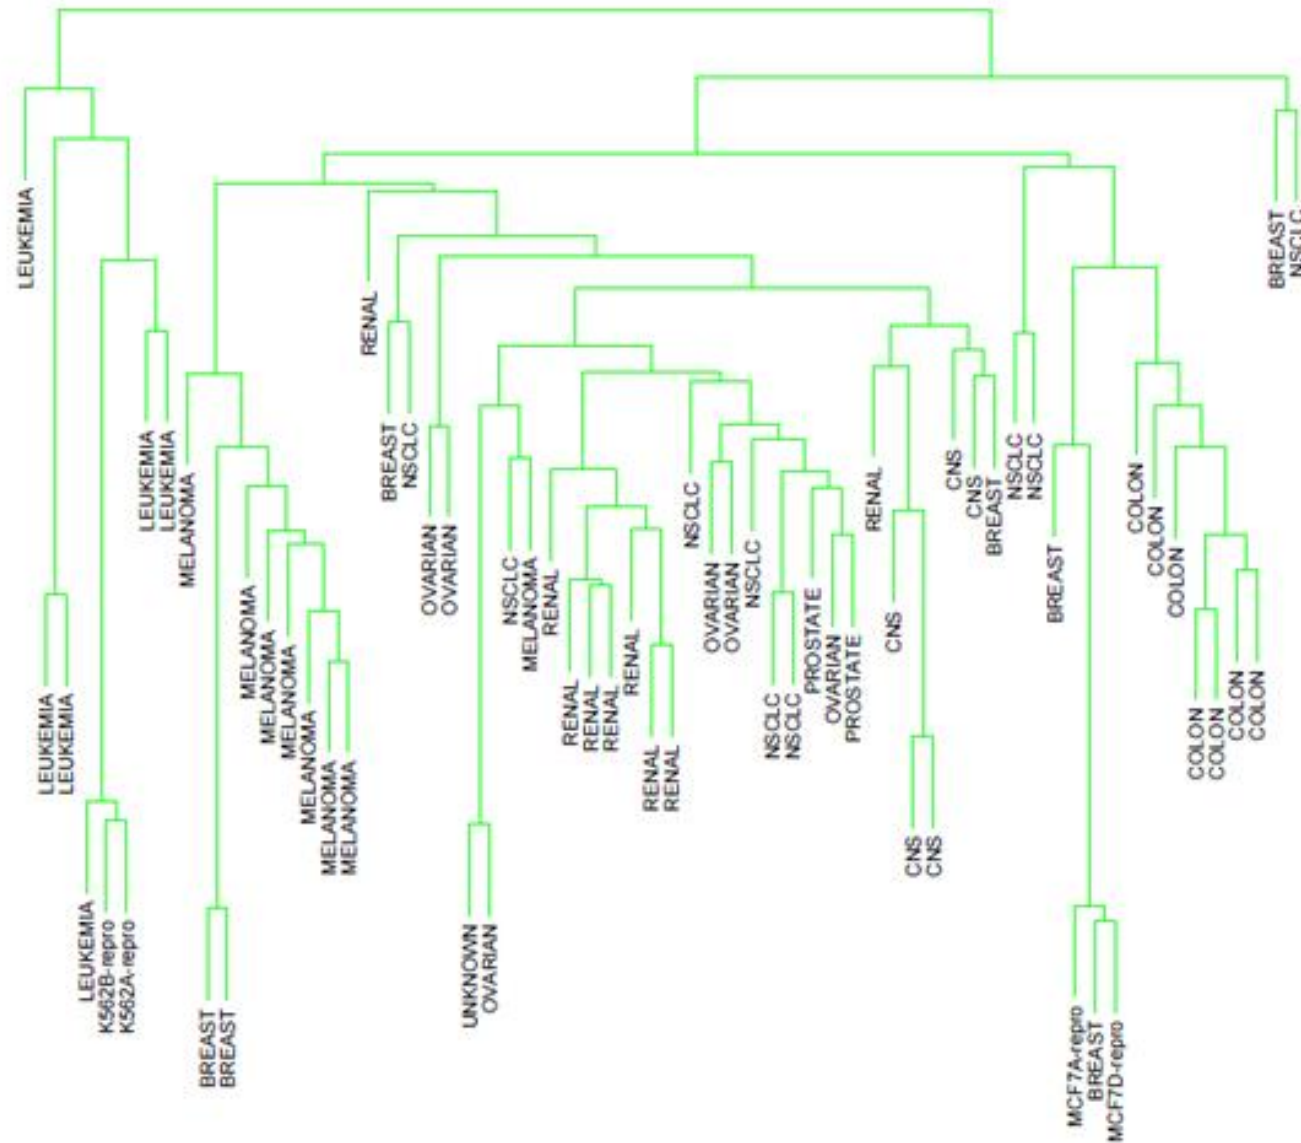 LEUKEMIA
LEUKEMIA
LEUKEMIA
LEUKEMIA
K562B-repro
K562A-repro
LEUKEMIA
LEUKEMIA
MELANOMA
BREAST
BREAST
MELANOMA
MELANOMA
MELANOMA
MELANOMA
MELANOMA
MELANOMA
RENAL
BREAST
NSCLC
OVARIAN
OVARIAN
UNKNOWN
OVARIAN
NSCLC
MELANOMA
RENAL
RENAL
RENAL
RENAL
RENAL
RENAL
RENAL
NSCLC
OVARIAN
OVARIAN
NSCLC
NSCLC
NSCLC
PROSTATE
OVARIAN
PROSTATE
RENAL
CNS
CNS
CNS
CNS
CNS
BREAST
NSCLC
NSCLC
BREAST
MCF7A-repro
BREAST
MCF7D-repro
COLON
COLON
COLON
COLON
COLON
COLON
COLON
BREAST
NSCLC